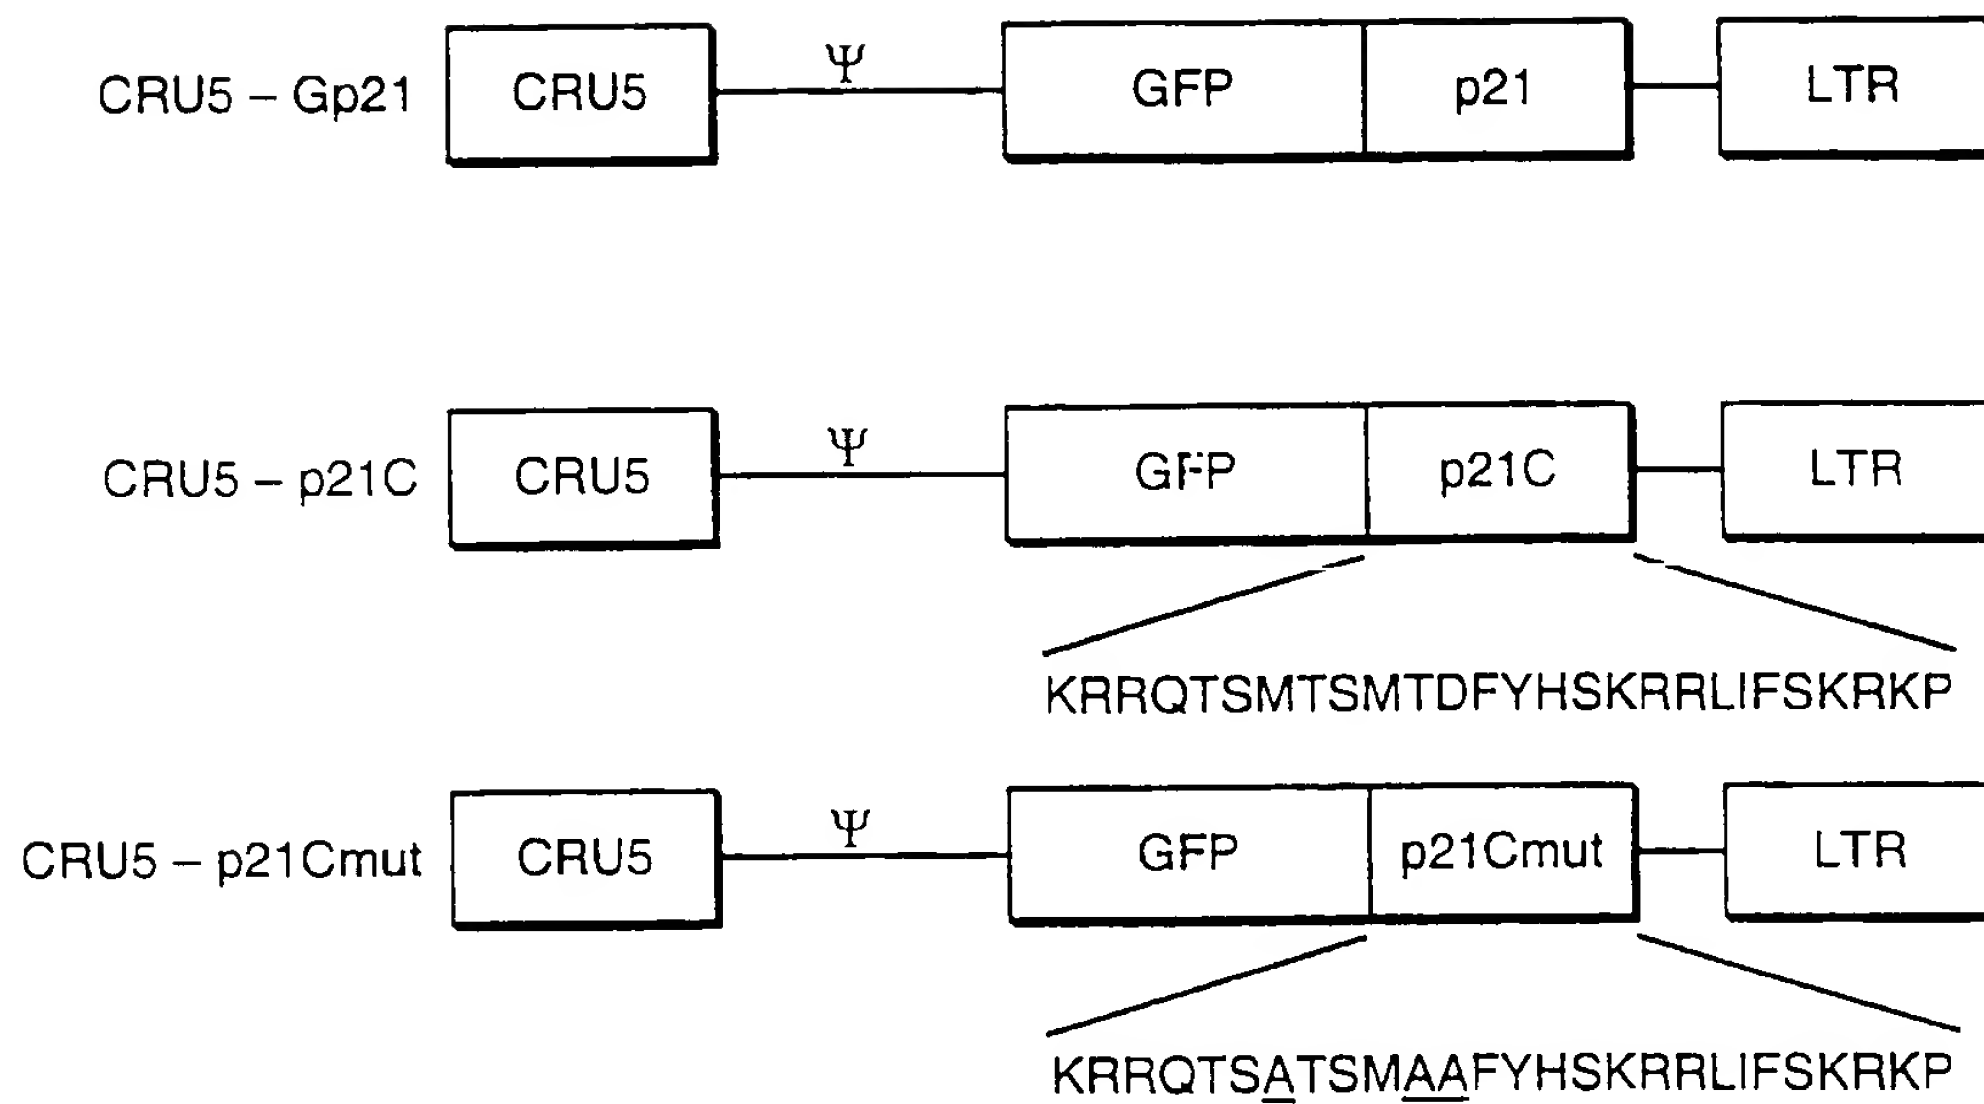 CRU5 – Gp21 CRU5 Ψ GFP p21 LTR
CRU5 – p21C CRU5 Ψ GFP p21C LTR
KRRQTSMTSMTDFYHSKRRLIFSKRKP
CRU5 – p21Cmut CRU5 Ψ GFP p21Cmut LTR
KRRQTSATSMAAFYHSKRRLIFSKRKP